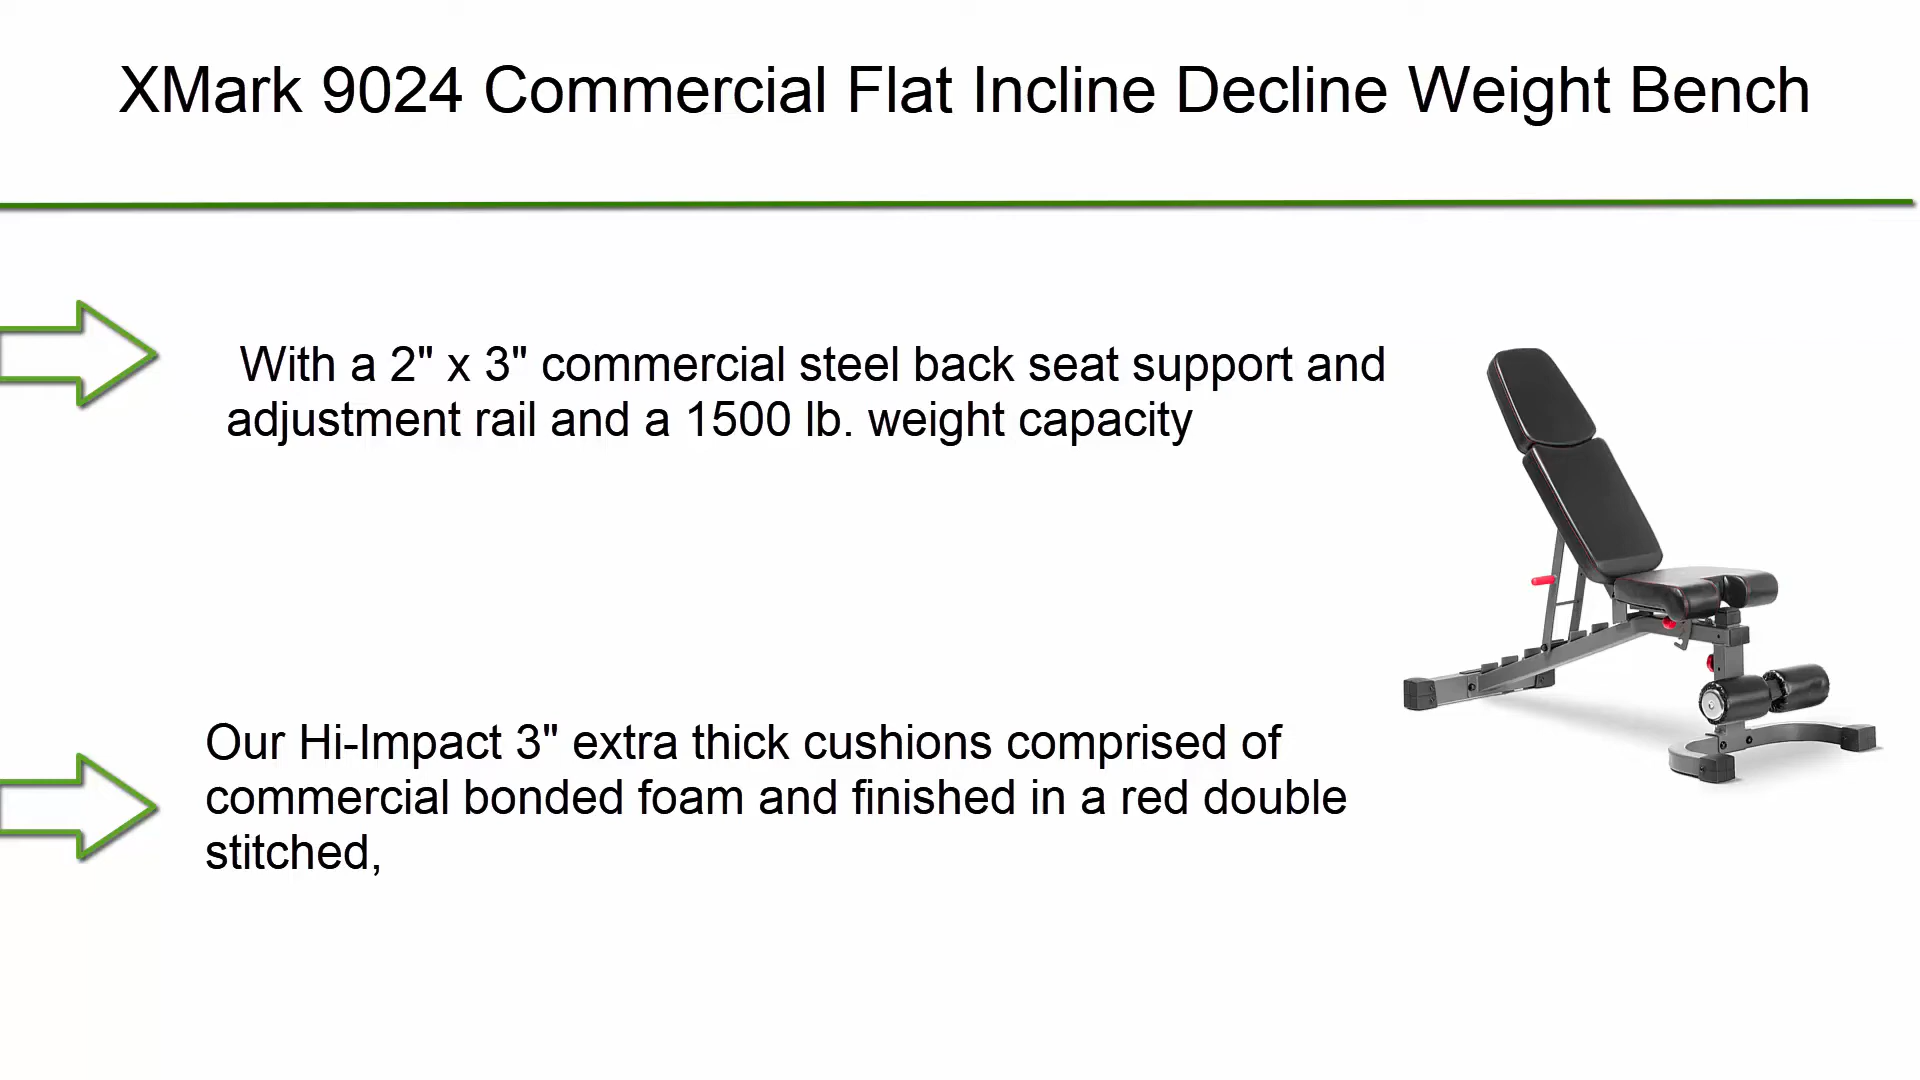 XMark 9024 Commercial Flat Incline Decline Weight Bench
With a 2" x 3" commercial steel back seat support and
adjustment rail and a 1500 lb. weight capacity
Our Hi-Impact 3" extra thick cushions comprised of
commercial bonded foam and finished in a red double
stitched,